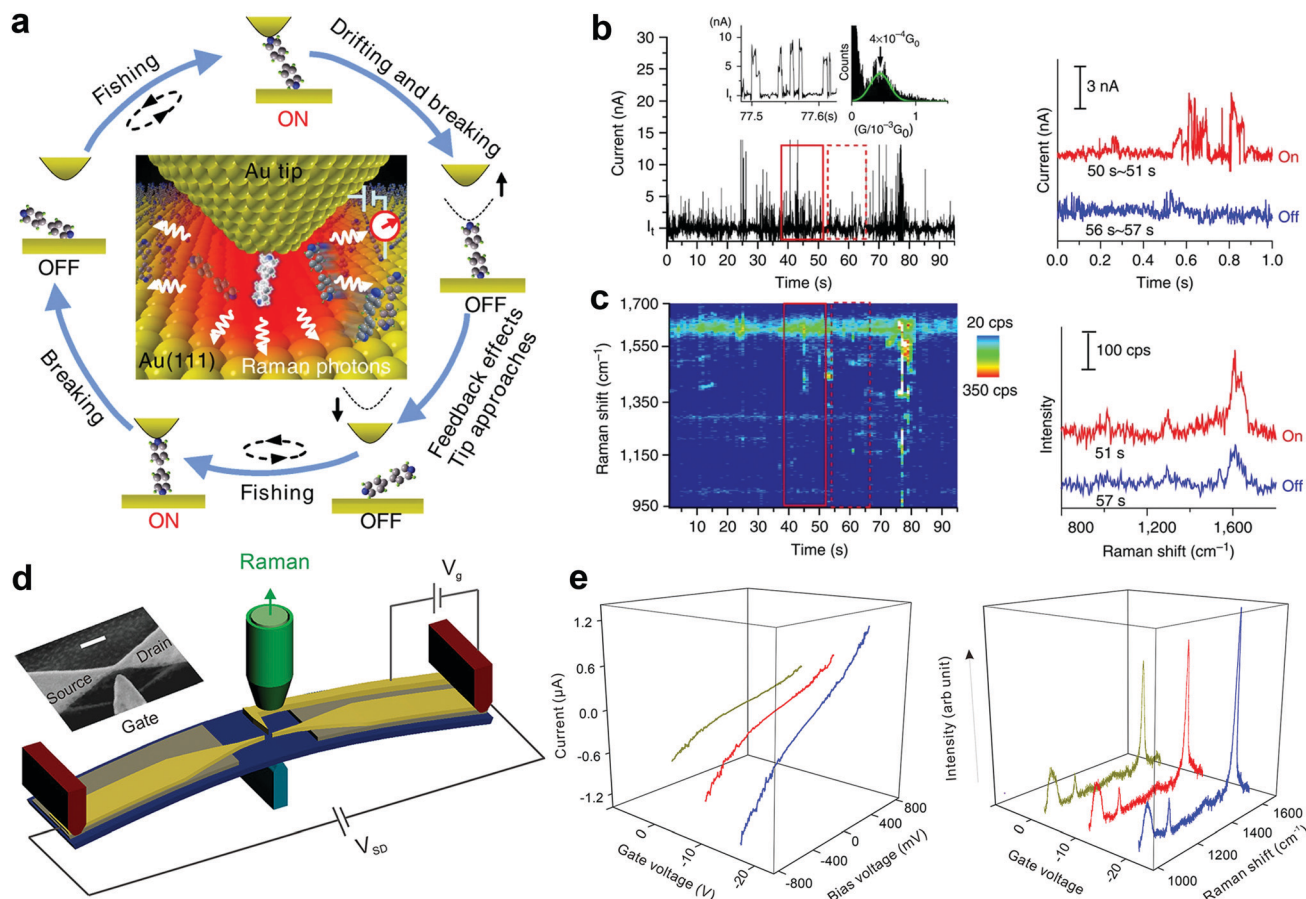 a
Fishing
Drifting and breaking
ON
Au tip
OFF
OFF
Au(111)
Raman photons
Breaking
Feedback effects
Tip approaches
Fishing
ON
OFF
b
(nA)
4×10⁻⁴G₀
Counts
Iₜ
77.5 77.6(s)
0 1
(G/10⁻³G₀)
Current (nA)
30
25
20
15
10
5
Iₜ
0 10 20 30 40 50 60 70 80 90
Time (s)
3 nA
Current (nA)
On
50 s~51 s
Off
56 s~57 s
0.0 0.2 0.4 0.6 0.8 1.0
Time (s)
c
Raman shift (cm⁻¹)
1,700
1,550
1,350
1,150
950
10 20 30 40 50 60 70 80 90
Time (s)
20 cps
350 cps
100 cps
Intensity
On
51 s
Off
57 s
800 1,200 1,600
Raman shift (cm⁻¹)
d
Raman
Vg
Source
Drain
Gate
VSD
e
Current (μA)
1.2
0.6
0.0
-0.6
-1.2
0
-10
-20
Gate voltage (V)
-800
-400
0
400
800
Bias voltage (mV)
Intensity (arb unit)
0
-10
-20
Gate voltage
1000
1200
1400
1600
Raman shift (cm⁻¹)